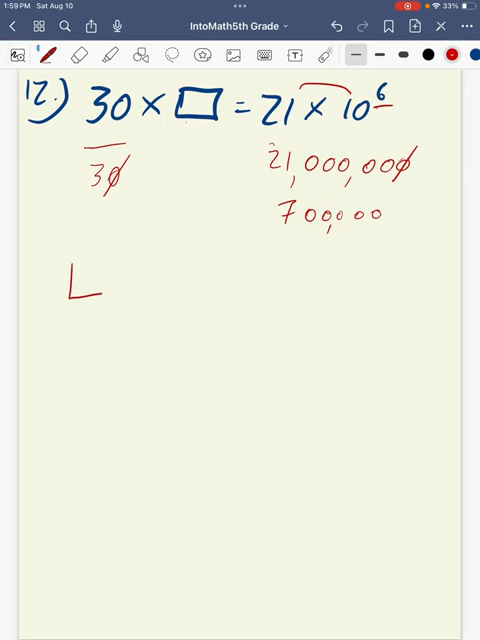 1:59 PM Sat Aug 10 33%
IntoMath5th Grade
12.) 30 × □ = 21 × 10⁶
30 21,000,000
700,000